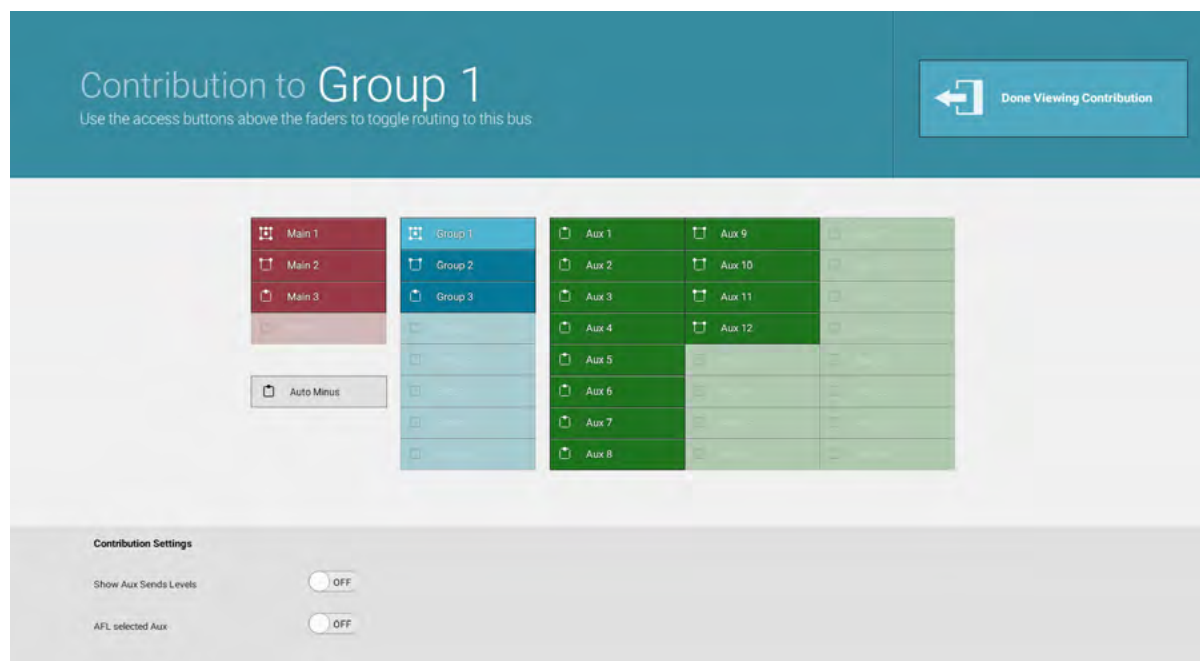 Contribution to Group 1
Use the access buttons above the faders to toggle routing to this bus
Done Viewing Contribution
Main 1
Main 2
Main 3
Auto Minus
Group 1
Group 2
Group 3
Aux 1
Aux 2
Aux 3
Aux 4
Aux 5
Aux 6
Aux 7
Aux 8
Aux 9
Aux 10
Aux 11
Aux 12
Contribution Settings
Show Aux Sends Levels OFF
AFL selected Aux OFF